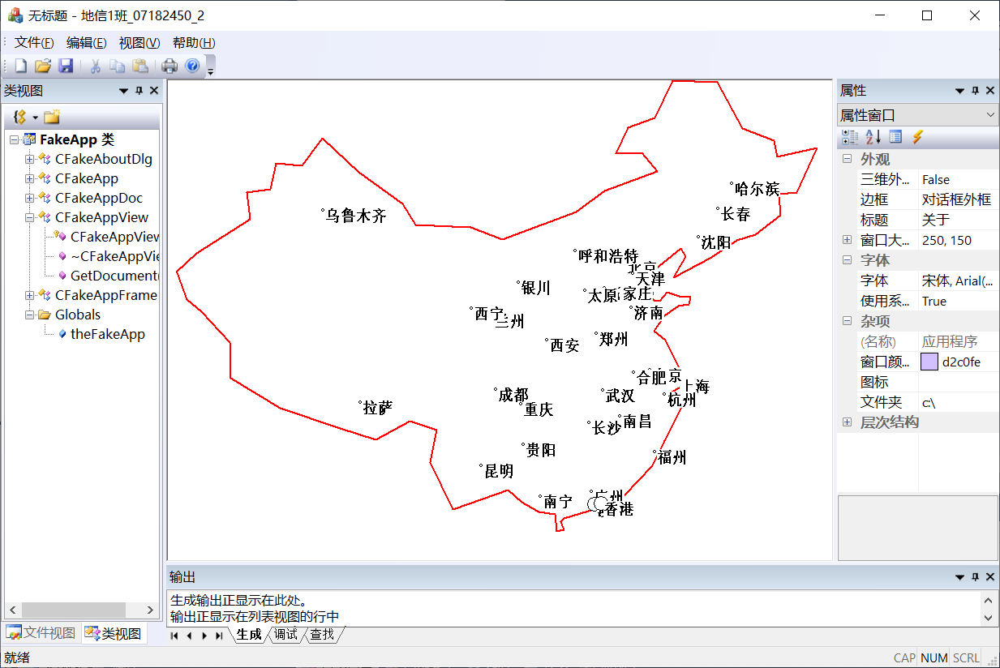 无标题 - 地信1班_07182450_2
文件(F) 编辑(E) 视图(V) 帮助(H)
类视图
FakeApp 类
CFakeAboutDlg
CFakeApp
CFakeAppDoc
CFakeAppView
CFakeAppView
~CFakeAppVie
GetDocument(
CFakeAppFrame
Globals
theFakeApp
文件视图 类视图
哈尔滨
长春
乌鲁木齐
沈阳
呼和浩特
北京
天津
银川
太原
家庄
西宁
兰州
济南
西安
郑州
合肥
京
上海
成都
武汉
杭州
拉萨
重庆
长沙
南昌
贵阳
福州
昆明
南宁
广州
香港
属性
属性窗口
外观
三维外... False
边框 对话框外框
标题 关于
窗口大... 250, 150
字体
字体 宋体, Arial(...
使用系... True
杂项
(名称) 应用程序
窗口颜... d2c0fe
图标
文件夹 c:\
层次结构
输出
生成输出正显示在此处。
输出正显示在列表视图的行中
生成 调试 查找
就绪
CAP NUM SCRL